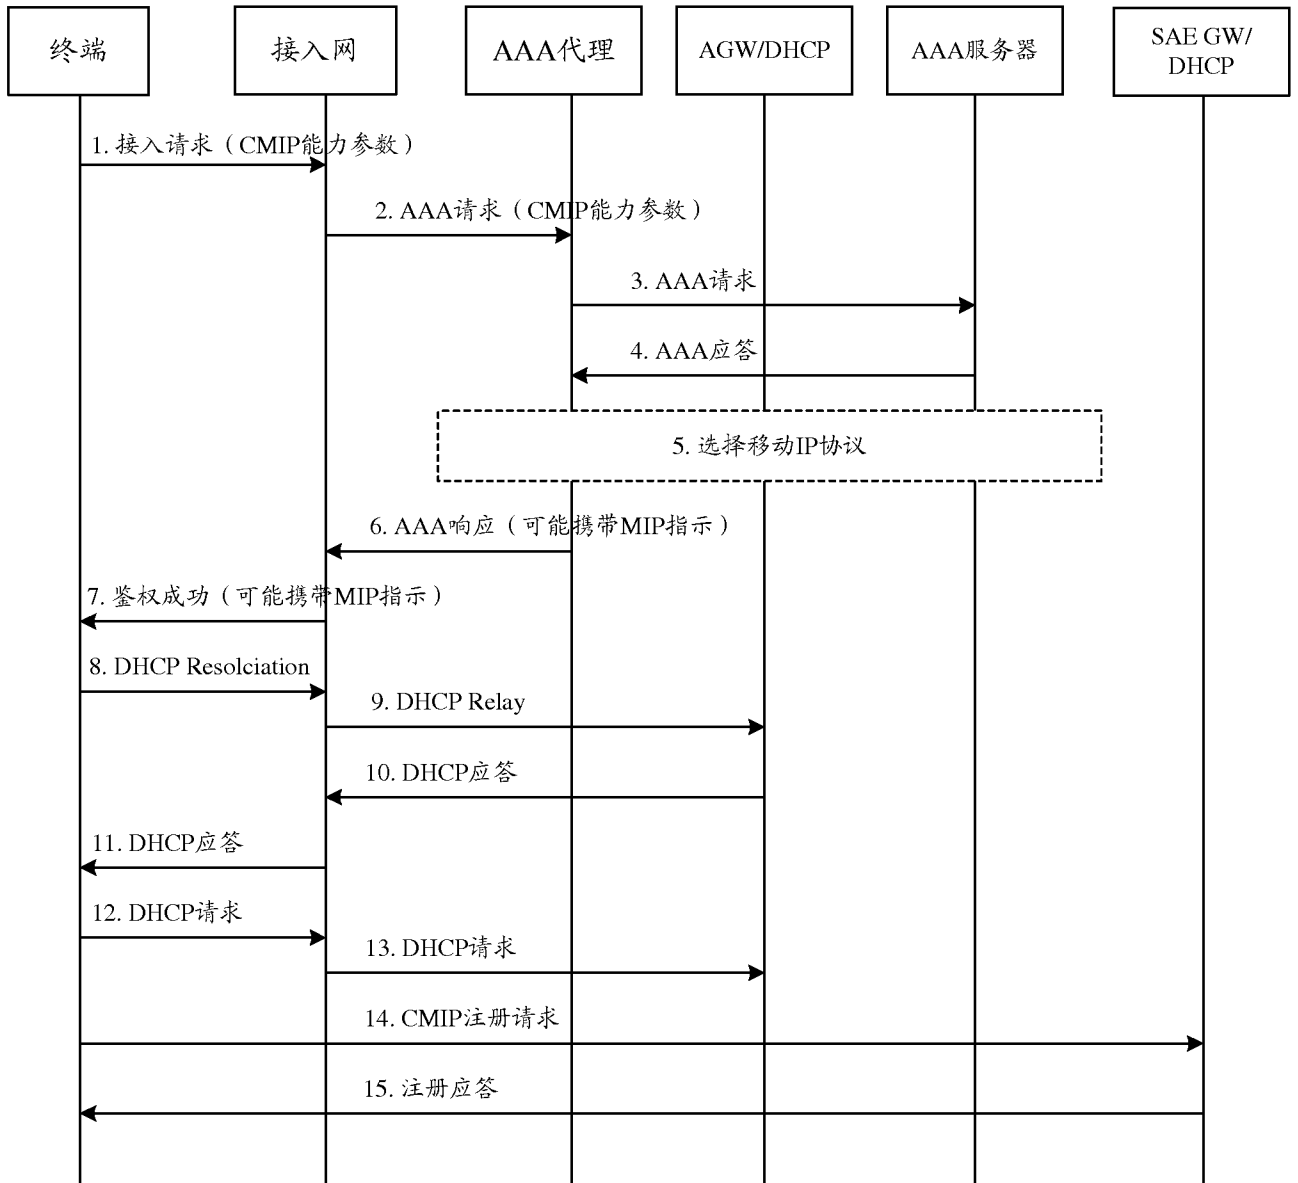 终端
接入网
AAA代理
AGW/DHCP
AAA服务器
SAE GW/
DHCP
1. 接入请求（CMIP能力参数）
2. AAA请求（CMIP能力参数）
3. AAA请求
4. AAA应答
5. 选择移动IP协议
6. AAA响应（可能携带MIP指示）
7. 鉴权成功（可能携带MIP指示）
8. DHCP Resolciation
9. DHCP Relay
10. DHCP应答
11. DHCP应答
12. DHCP请求
13. DHCP请求
14. CMIP注册请求
15. 注册应答